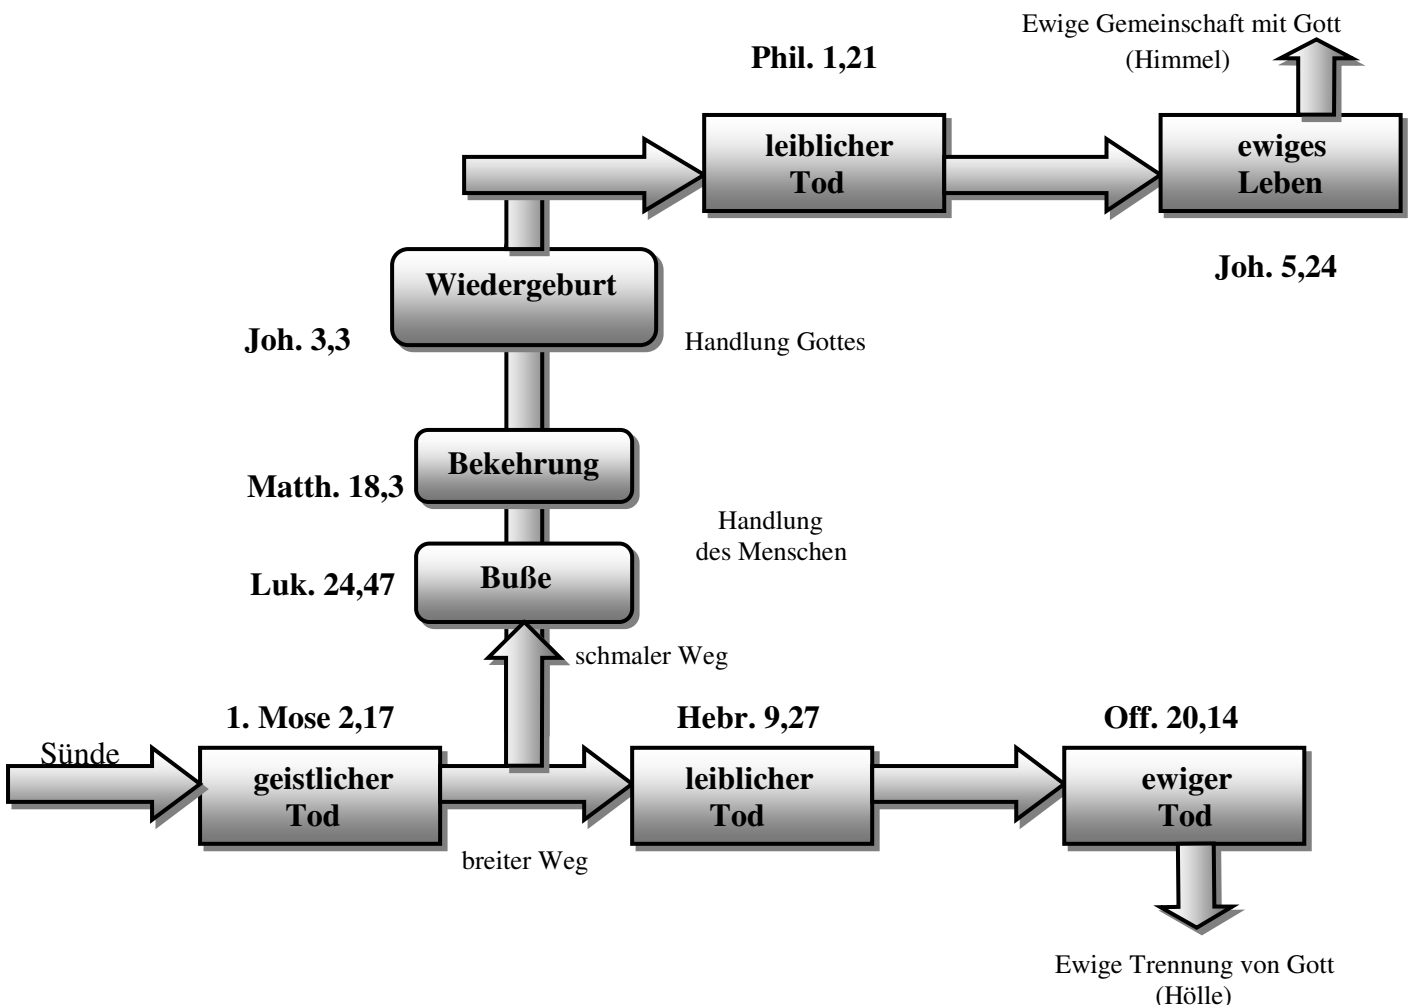 Ewige Gemeinschaft mit Gott
(Himmel)
Phil. 1,21
leiblicher
Tod
ewiges
Leben
Joh. 5,24
Wiedergeburt
Joh. 3,3
Handlung Gottes
Bekehrung
Matth. 18,3
Handlung
des Menschen
Buße
Luk. 24,47
schmaler Weg
1. Mose 2,17
Hebr. 9,27
Off. 20,14
Sünde
geistlicher
Tod
leiblicher
Tod
ewiger
Tod
breiter Weg
Ewige Trennung von Gott
(Hölle)